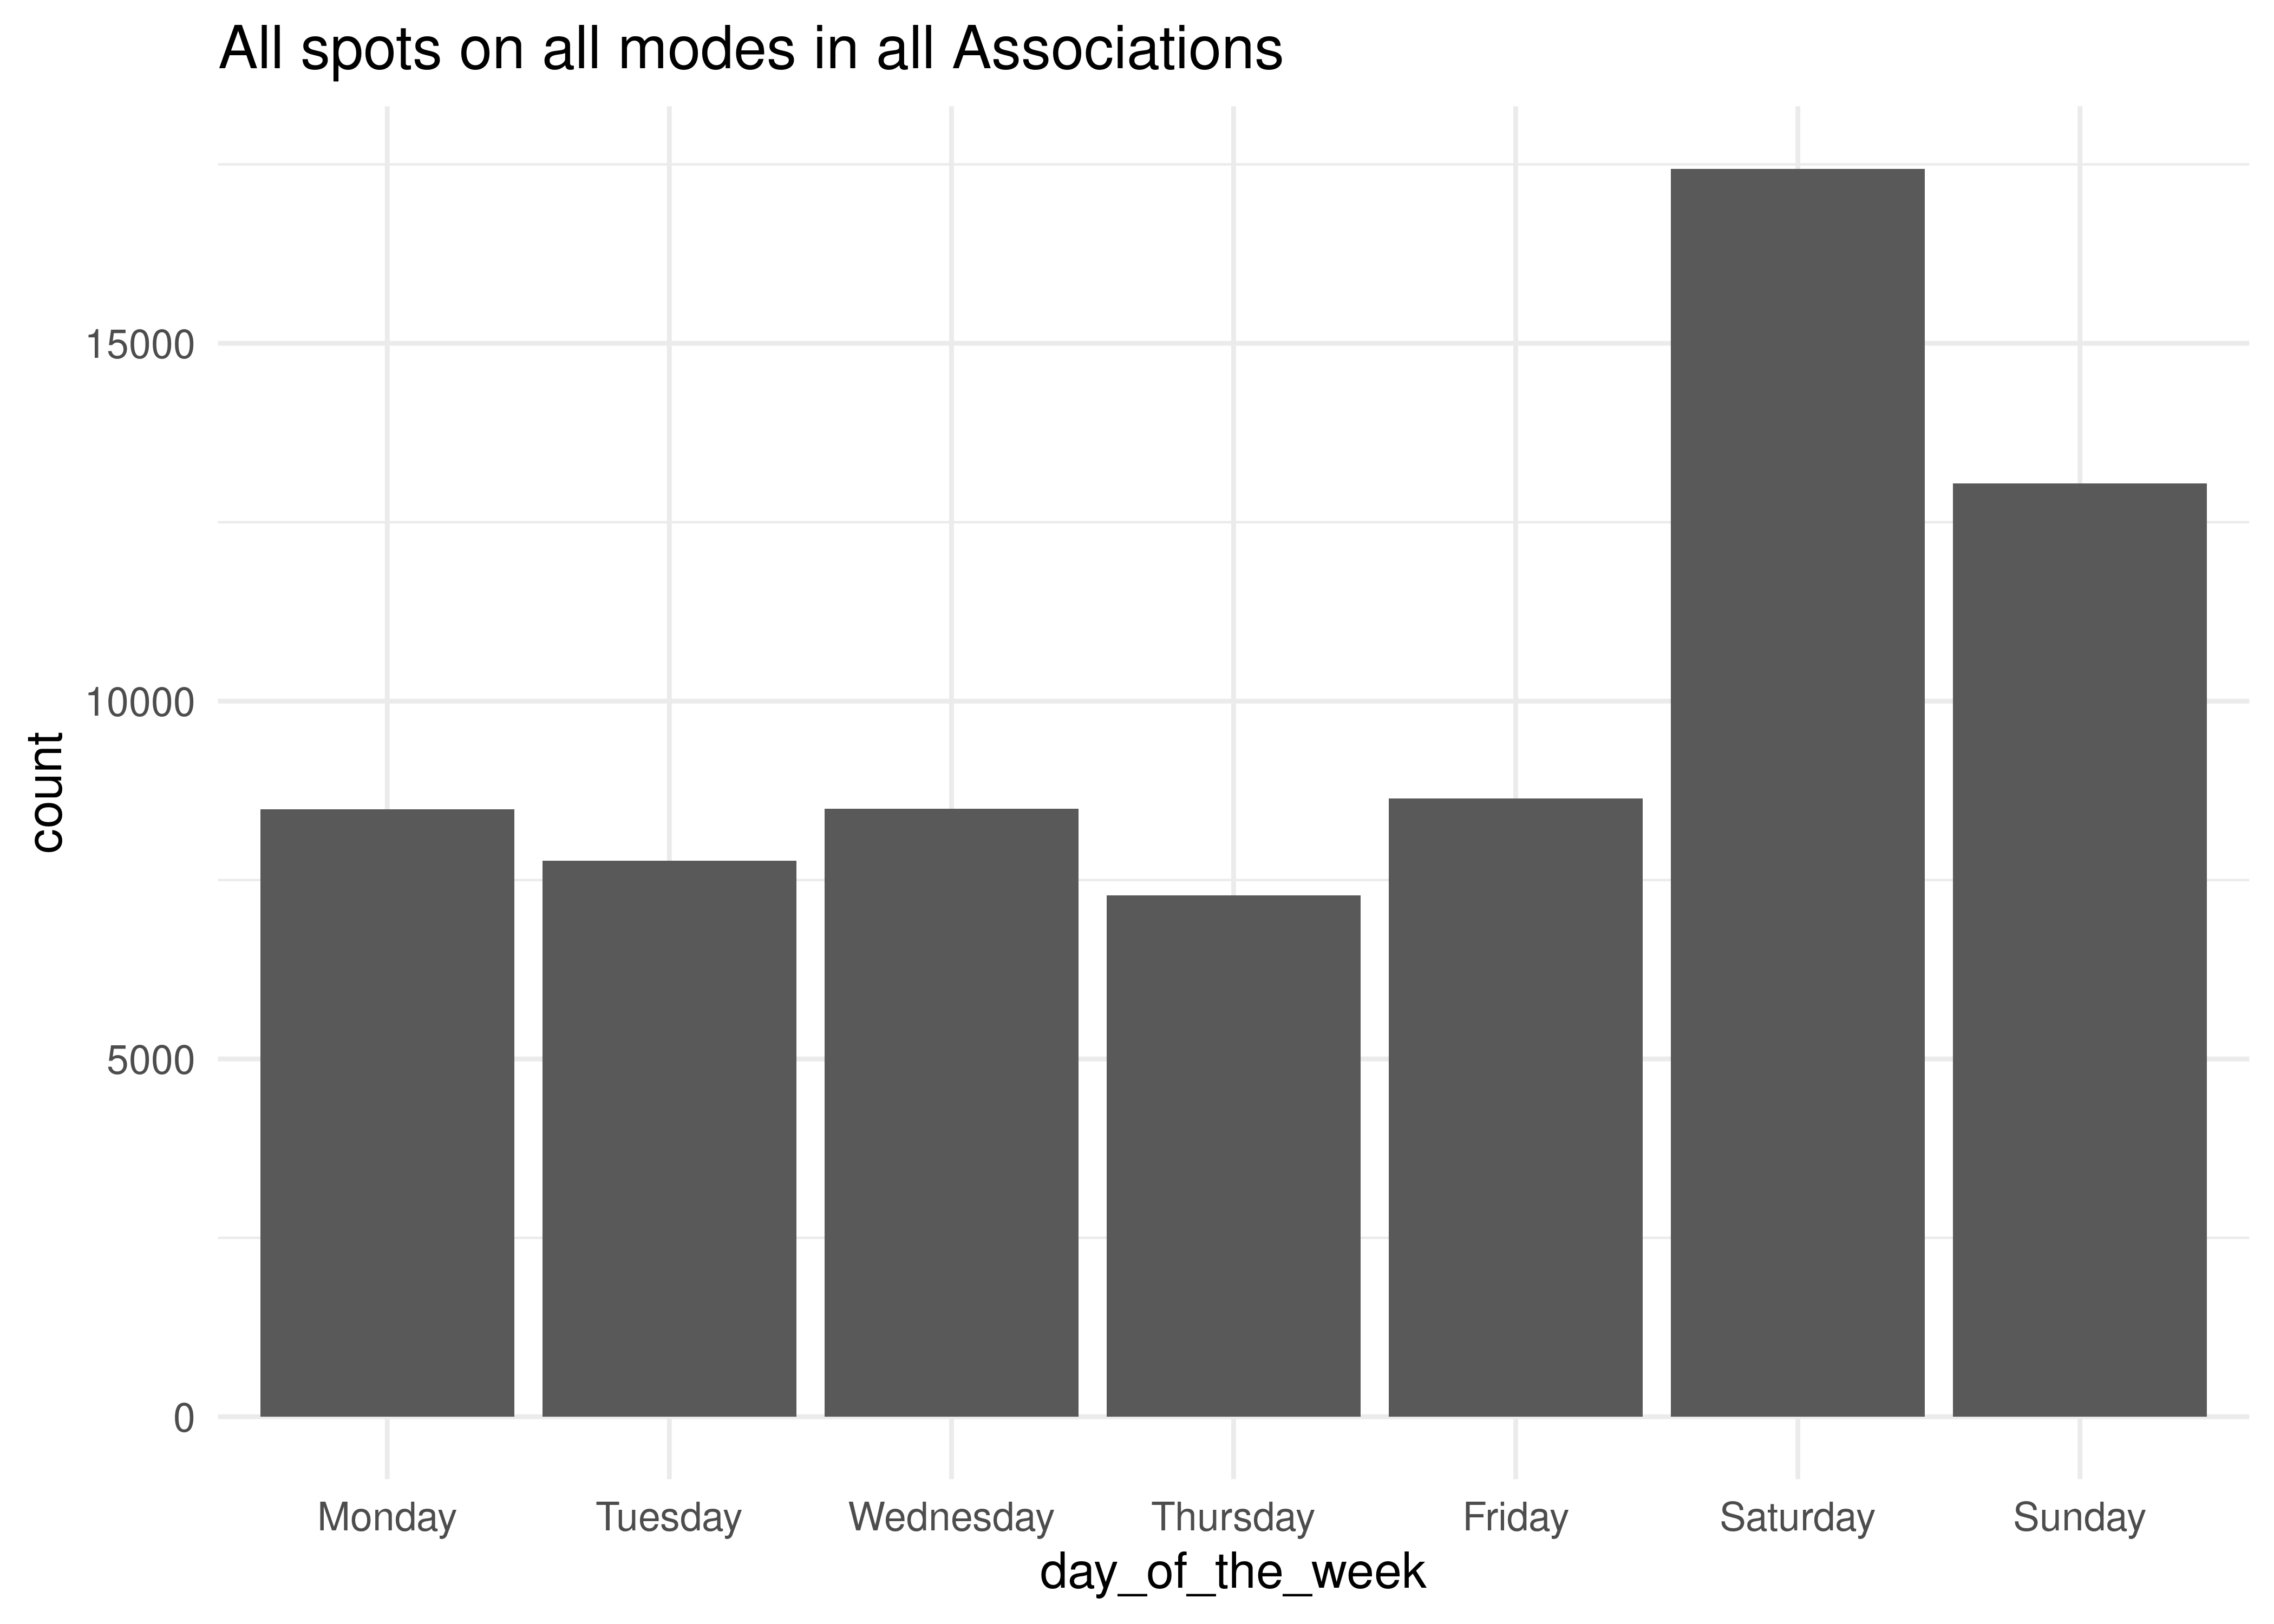 All spots on all modes in all Associations
count
15000
10000
5000
0
Monday Tuesday Wednesday Thursday Friday Saturday Sunday
day_of_the_week